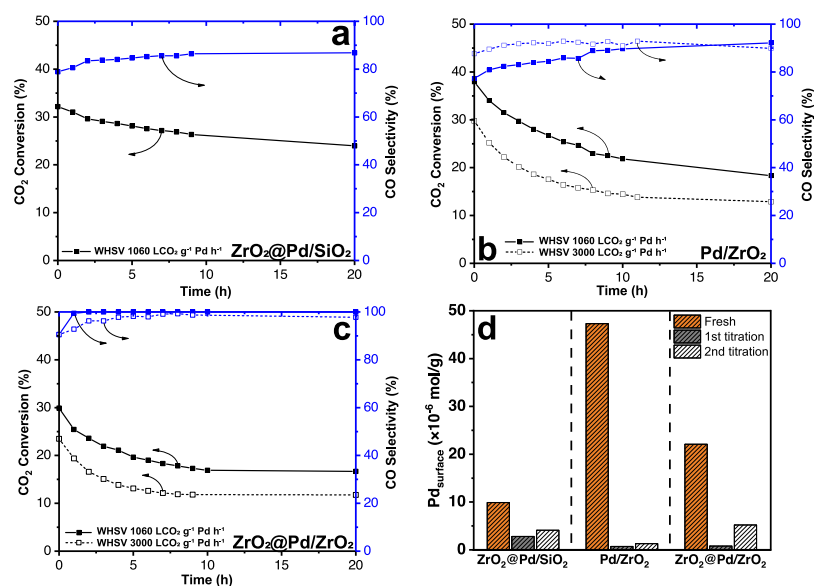 a
50
40
30
20
10
0
CO₂ Conversion (%)
100
80
60
40
20
0
CO Selectivity (%)
WHSV 1060 LCO₂ g⁻¹ Pd h⁻¹
ZrO₂@Pd/SiO₂
0 5 10 15 20
Time (h)
b
50
40
30
20
10
0
CO₂ Conversion (%)
100
80
60
40
20
0
CO Selectivity (%)
WHSV 1060 LCO₂ g⁻¹ Pd h⁻¹
WHSV 3000 LCO₂ g⁻¹ Pd h⁻¹
Pd/ZrO₂
0 5 10 15 20
Time (h)
c
50
40
30
20
10
0
CO₂ Conversion (%)
100
80
60
40
20
0
CO Selectivity (%)
WHSV 1060 LCO₂ g⁻¹ Pd h⁻¹
WHSV 3000 LCO₂ g⁻¹ Pd h⁻¹
ZrO₂@Pd/ZrO₂
0 5 10 15 20
Time (h)
d
Fresh
1st titration
2nd titration
50
40
30
20
10
0
Pdsurface (×10⁻⁶ mol/g)
ZrO₂@Pd/SiO₂ Pd/ZrO₂ ZrO₂@Pd/ZrO₂